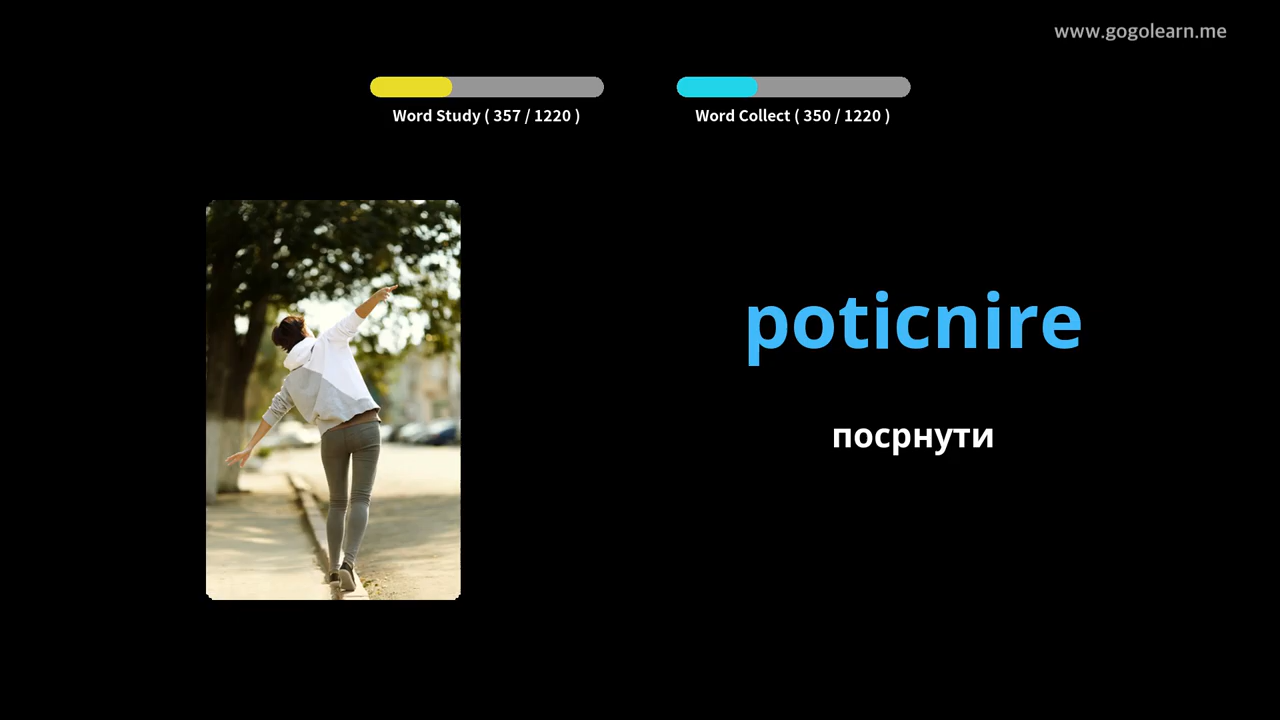 www.gogolearn.me
Word Study ( 357 / 1220 )
Word Collect ( 350 / 1220 )
poticnire
посрнути